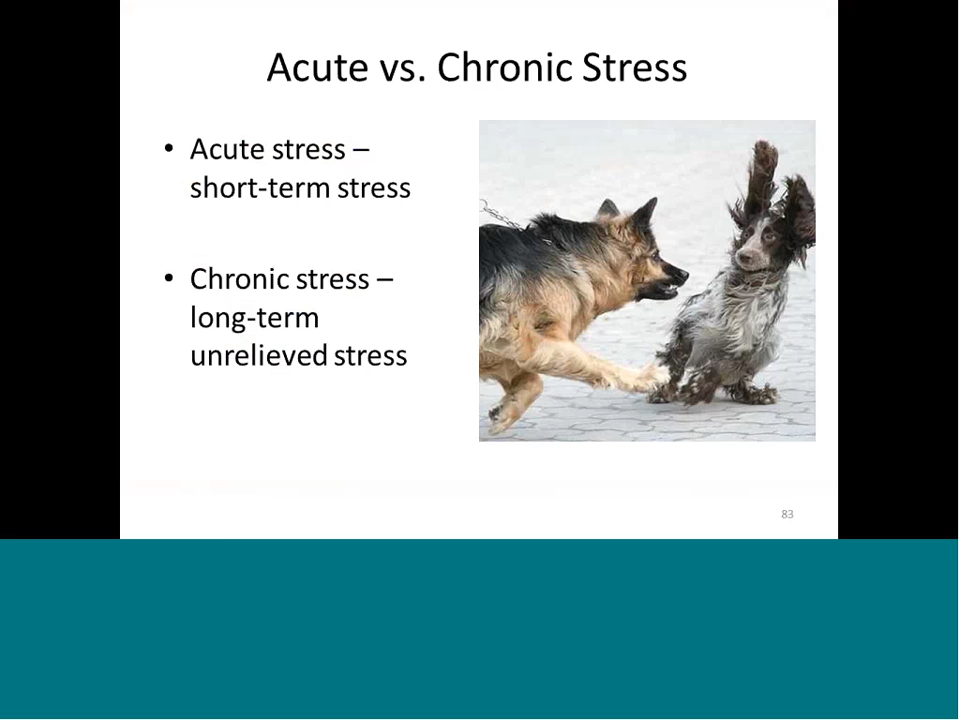 Acute vs. Chronic Stress
• Acute stress –
short-term stress
• Chronic stress –
long-term
unrelieved stress
83